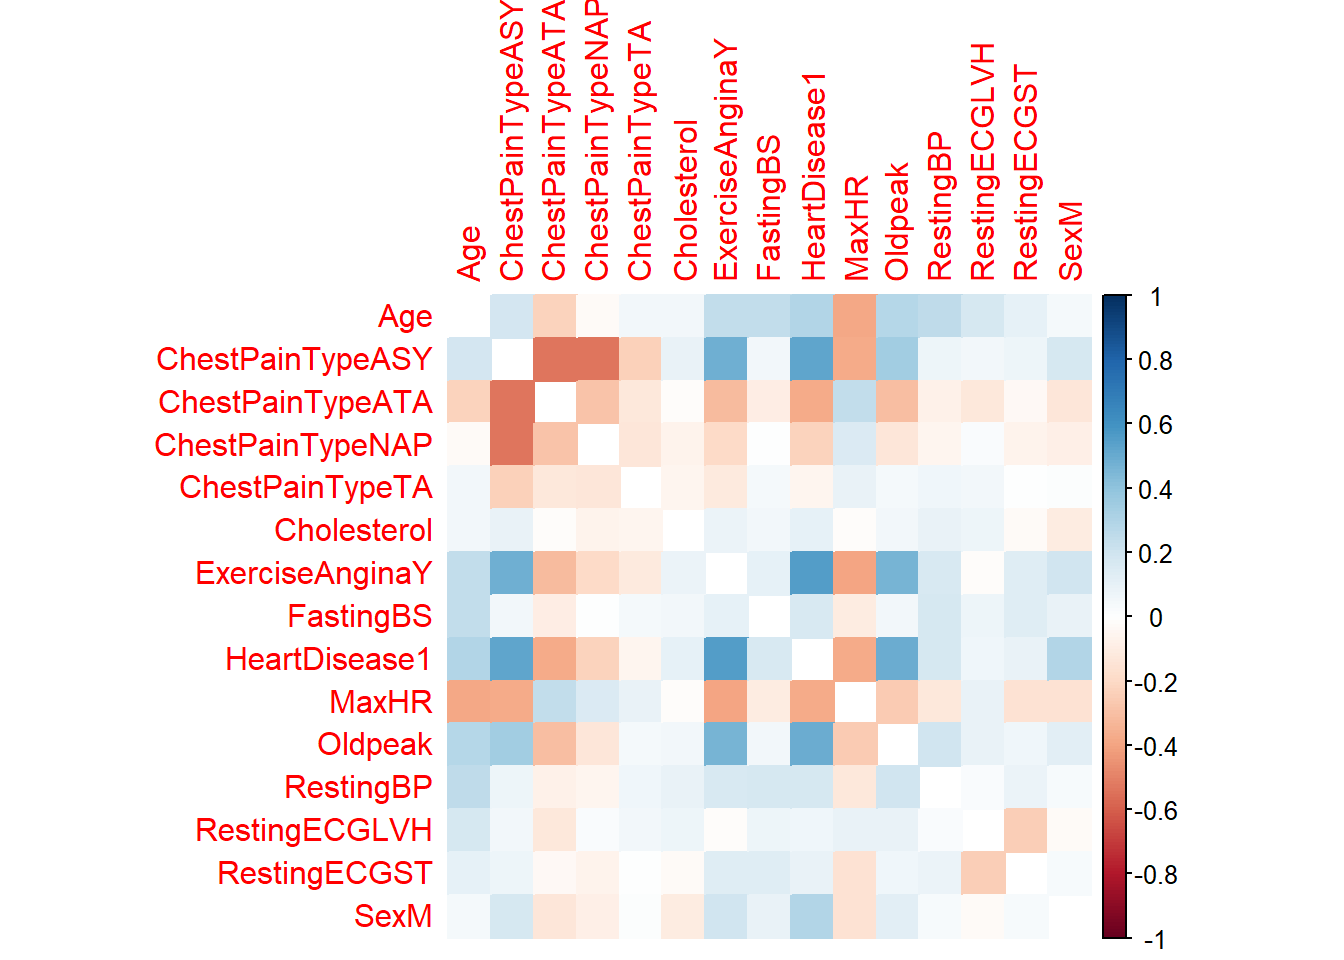 Age
ChestPainTypeASY
ChestPainTypeATA
ChestPainTypeNAP
ChestPainTypeTA
Cholesterol
ExerciseAnginaY
FastingBS
HeartDisease1
MaxHR
Oldpeak
RestingBP
RestingECGLVH
RestingECGST
SexM
Age
ChestPainTypeASY
ChestPainTypeATA
ChestPainTypeNAP
ChestPainTypeTA
Cholesterol
ExerciseAnginaY
FastingBS
HeartDisease1
MaxHR
Oldpeak
RestingBP
RestingECGLVH
RestingECGST
SexM
1
0.8
0.6
0.4
0.2
0
-0.2
-0.4
-0.6
-0.8
-1